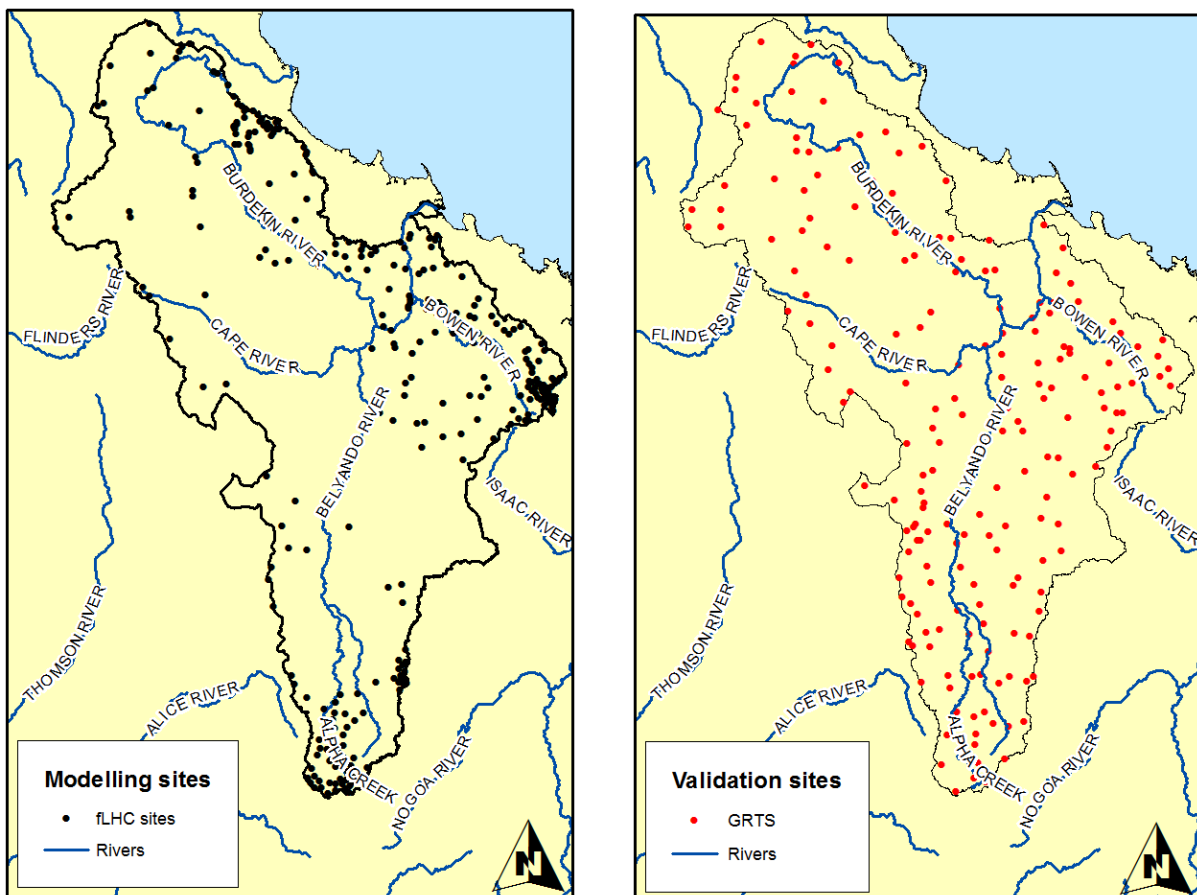 BURDEKIN RIVER
FLINDERS RIVER
CAPE RIVER
BOWEN RIVER
BELYANDO RIVER
ISAAC RIVER
THOMSON RIVER
ALICE RIVER
ALPHA CREEK
NOGOA RIVER
Modelling sites
fLHC sites
Rivers
N
BURDEKIN RIVER
FLINDERS RIVER
CAPE RIVER
BOWEN RIVER
BELYANDO RIVER
ISAAC RIVER
THOMSON RIVER
ALICE RIVER
ALPHA CREEK
NOGOA RIVER
Validation sites
GRTS
Rivers
N